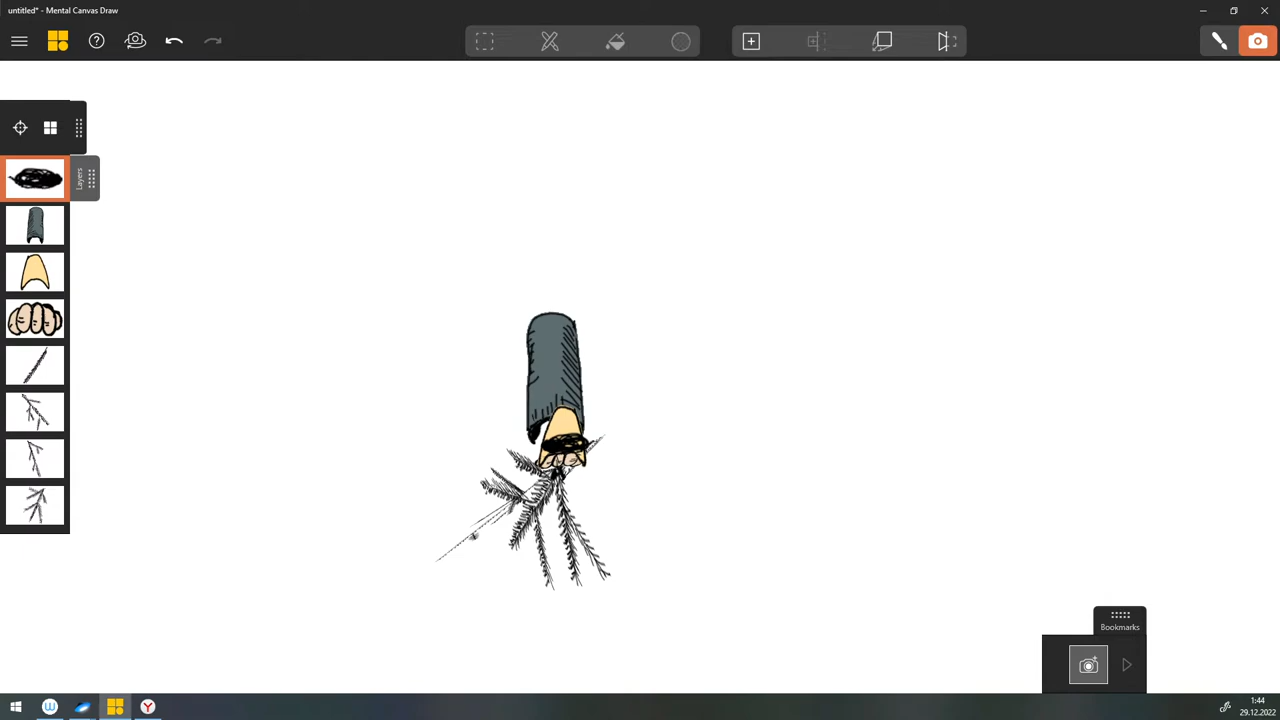 untitled* - Mental Canvas Draw
Layers
Bookmarks
1:44
29.12.2022